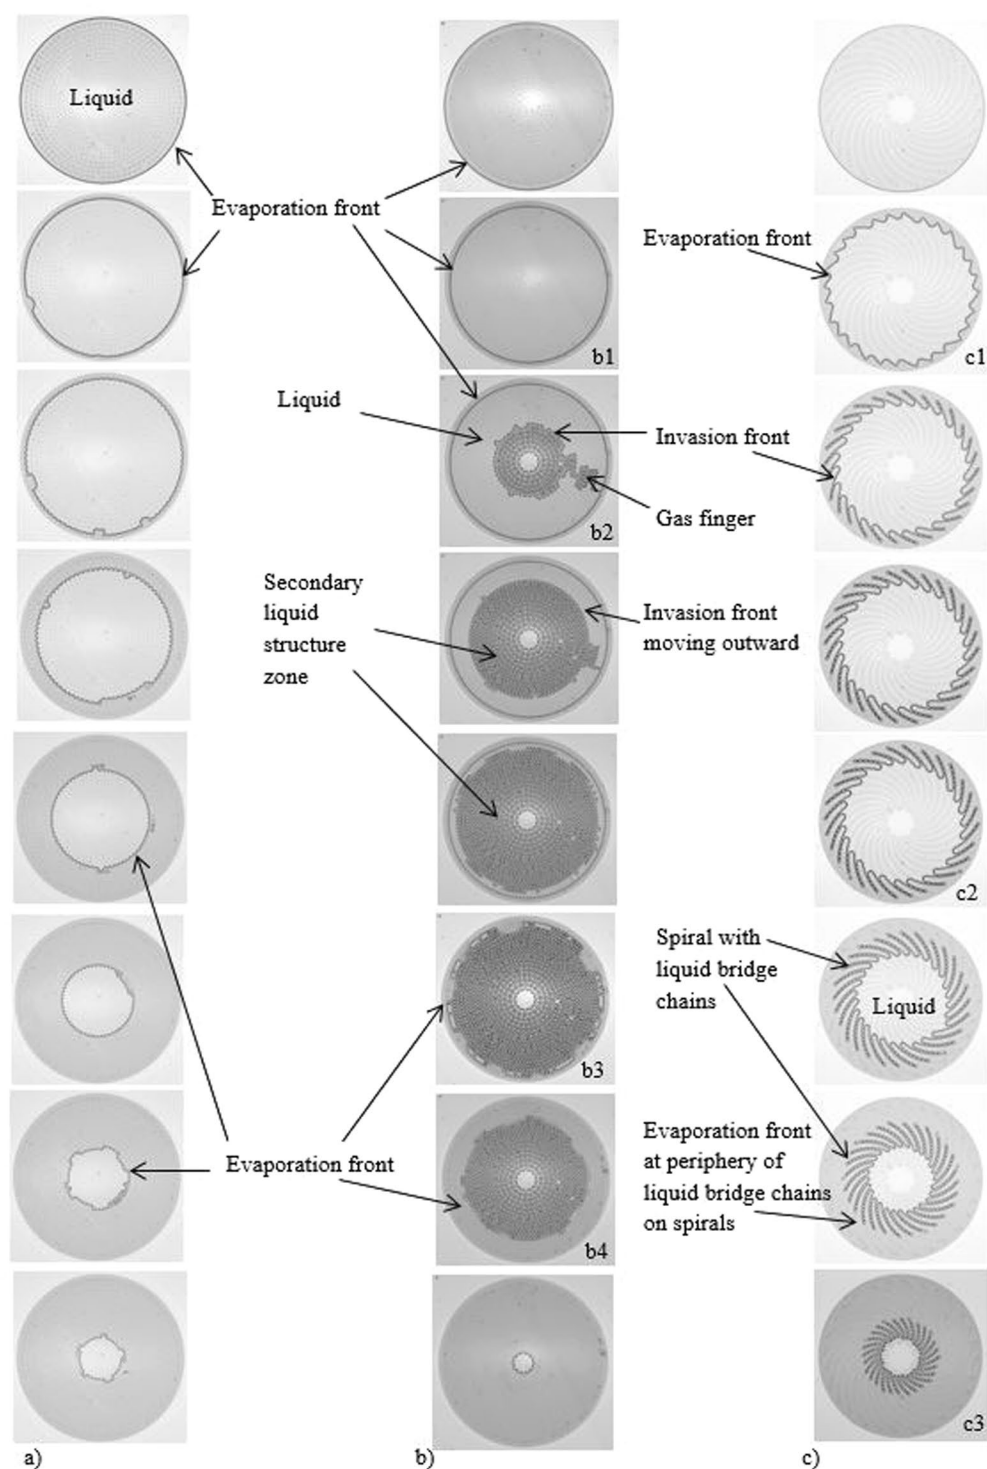 Liquid
Evaporation front
Evaporation front
b1
c1
Liquid
Invasion front
Gas finger
b2
Secondary
liquid
structure
zone
Invasion front
moving outward
c2
Spiral with
liquid bridge
chains
Liquid
b3
Evaporation front
Evaporation front
at periphery of
liquid bridge chains
on spirals
b4
c3
a)
b)
c)